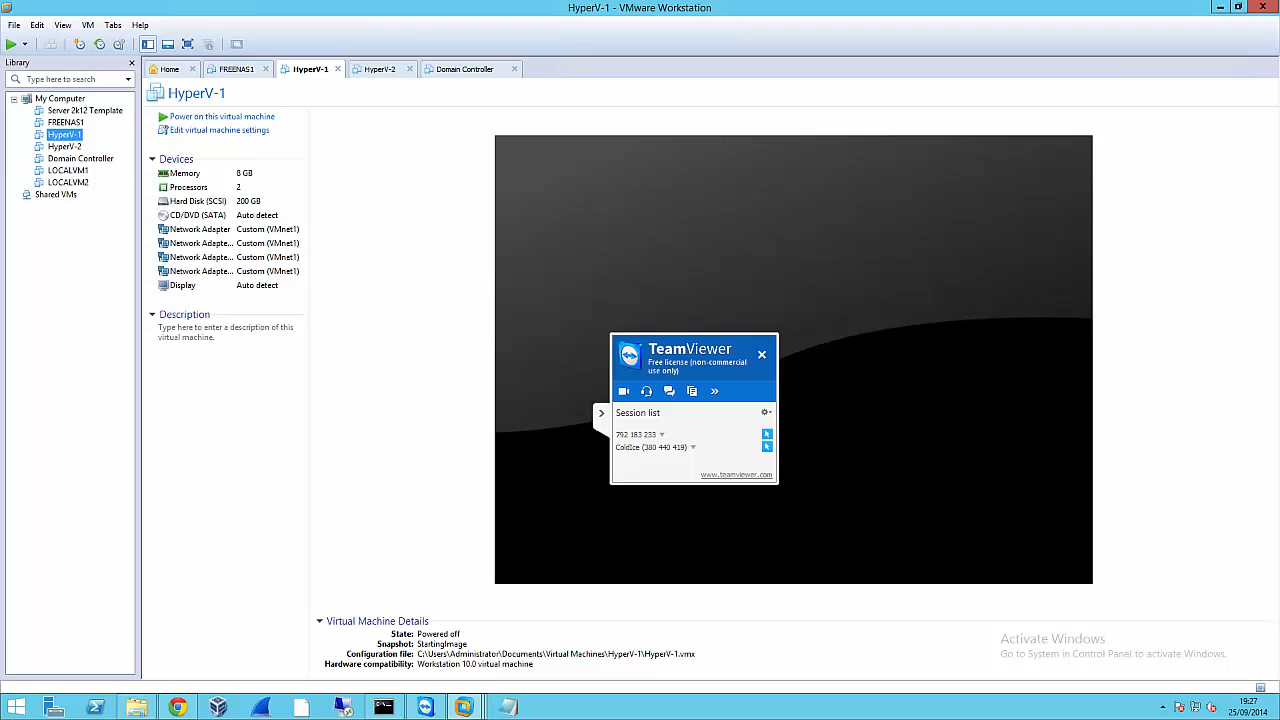 HyperV-1 - VMware Workstation
File Edit View VM Tabs Help
Library
Type here to search
My Computer
Server 2k12 Template
FREENAS1
HyperV-1
HyperV-2
Domain Controller
LOCALVM1
LOCALVM2
Shared VMs
Home FREENAS1 HyperV-1 HyperV-2 Domain Controller
HyperV-1
Power on this virtual machine
Edit virtual machine settings
Devices
Memory 8 GB
Processors 2
Hard Disk (SCSI) 200 GB
CD/DVD (SATA) Auto detect
Network Adapter Custom (VMnet1)
Network Adapte... Custom (VMnet1)
Network Adapte... Custom (VMnet1)
Network Adapte... Custom (VMnet1)
Display Auto detect
Description
Type here to enter a description of this
virtual machine.
TeamViewer
Free license (non-commercial
use only)
Session list
792 183 233
ColdIce (380 440 419)
www.teamviewer.com
Virtual Machine Details
State: Powered off
Snapshot: StartingImage
Configuration file: C:\Users\Administrator\Documents\Virtual Machines\HyperV-1\HyperV-1.vmx
Hardware compatibility: Workstation 10.0 virtual machine
Activate Windows
Go to System in Control Panel to activate Windows.
19:27
25/09/2014